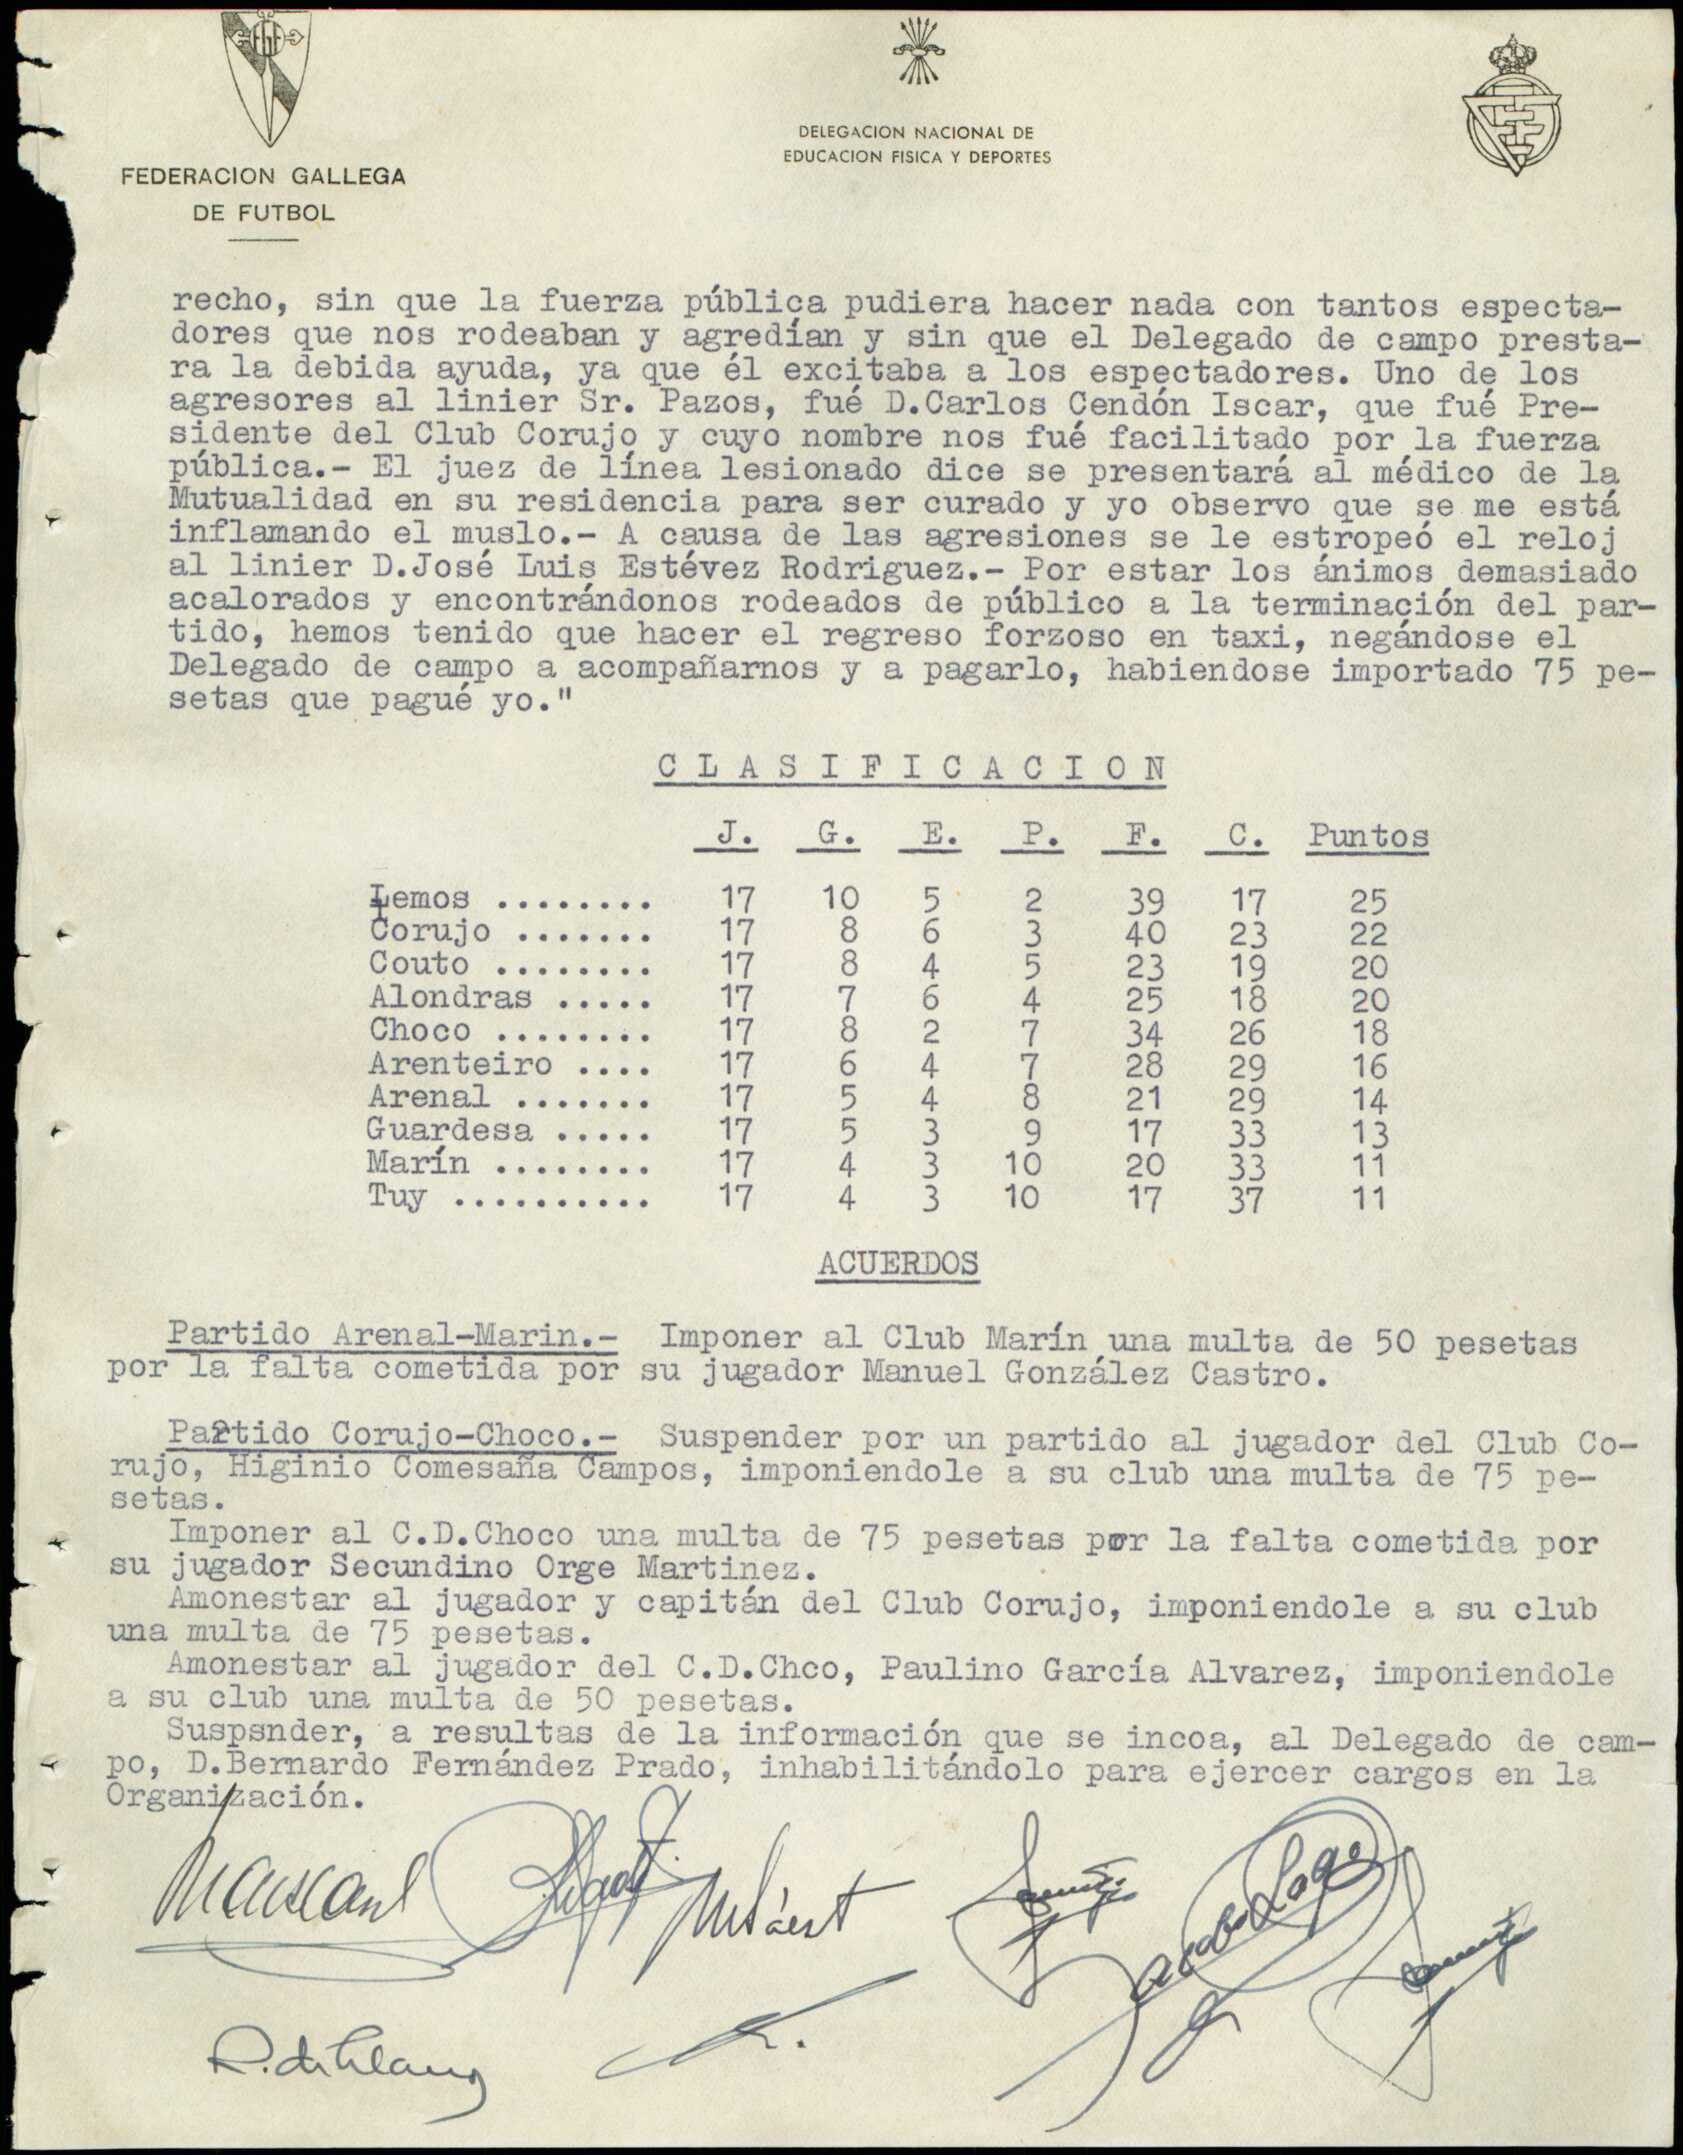 FGF
FEDERACION GALLEGA
DE FUTBOL
DELEGACION NACIONAL DE
EDUCACION FISICA Y DEPORTES
recho, sin que la fuerza pública pudiera hacer nada con tantos especta-
dores que nos rodeaban y agredían y sin que el Delegado de campo presta-
ra la debida ayuda, ya que él excitaba a los espectadores. Uno de los
agresores al linier Sr. Pazos, fué D.Carlos Cendón Iscar, que fué Pre-
sidente del Club Corujo y cuyo nombre nos fué facilitado por la fuerza
pública.- El juez de línea lesionado dice se presentará al médico de la
Mutualidad en su residencia para ser curado y yo observo que se me está
inflamando el muslo.- A causa de las agresiones se le estropeó el reloj
al linier D.José Luis Estévez Rodriguez.- Por estar los ánimos demasiado
acalorados y encontrándonos rodeados de público a la terminación del par-
tido, hemos tenido que hacer el regreso forzoso en taxi, negándose el
Delegado de campo a acompañarnos y a pagarlo, habiendose importado 75 pe-
setas que pagué yo."
C L A S I F I C A C I O N
J. G. E. P. F. C. Puntos
Lemos ........ 17 10 5 2 39 17 25
Corujo ....... 17 8 6 3 40 23 22
Couto ........ 17 8 4 5 23 19 20
Alondras ..... 17 7 6 4 25 18 20
Choco ........ 17 8 2 7 34 26 18
Arenteiro .... 17 6 4 7 28 29 16
Arenal ....... 17 5 4 8 21 29 14
Guardesa ..... 17 5 3 9 17 33 13
Marín ........ 17 4 3 10 20 33 11
Tuy .......... 17 4 3 10 17 37 11
ACUERDOS
Partido Arenal-Marin.- Imponer al Club Marín una multa de 50 pesetas
por la falta cometida por su jugador Manuel González Castro.
Partido Corujo-Choco.- Suspender por un partido al jugador del Club Co-
rujo, Higinio Comesaña Campos, imponiendole a su club una multa de 75 pe-
setas.
Imponer al C.D.Choco una multa de 75 pesetas por la falta cometida por
su jugador Secundino Orge Martinez.
Amonestar al jugador y capitán del Club Corujo, imponiendole a su club
una multa de 75 pesetas.
Amonestar al jugador del C.D.Chco, Paulino García Alvarez, imponiendole
a su club una multa de 50 pesetas.
Suspsnder, a resultas de la información que se incoa, al Delegado de cam-
po, D.Bernardo Fernández Prado, inhabilitándolo para ejercer cargos en la
Organización.